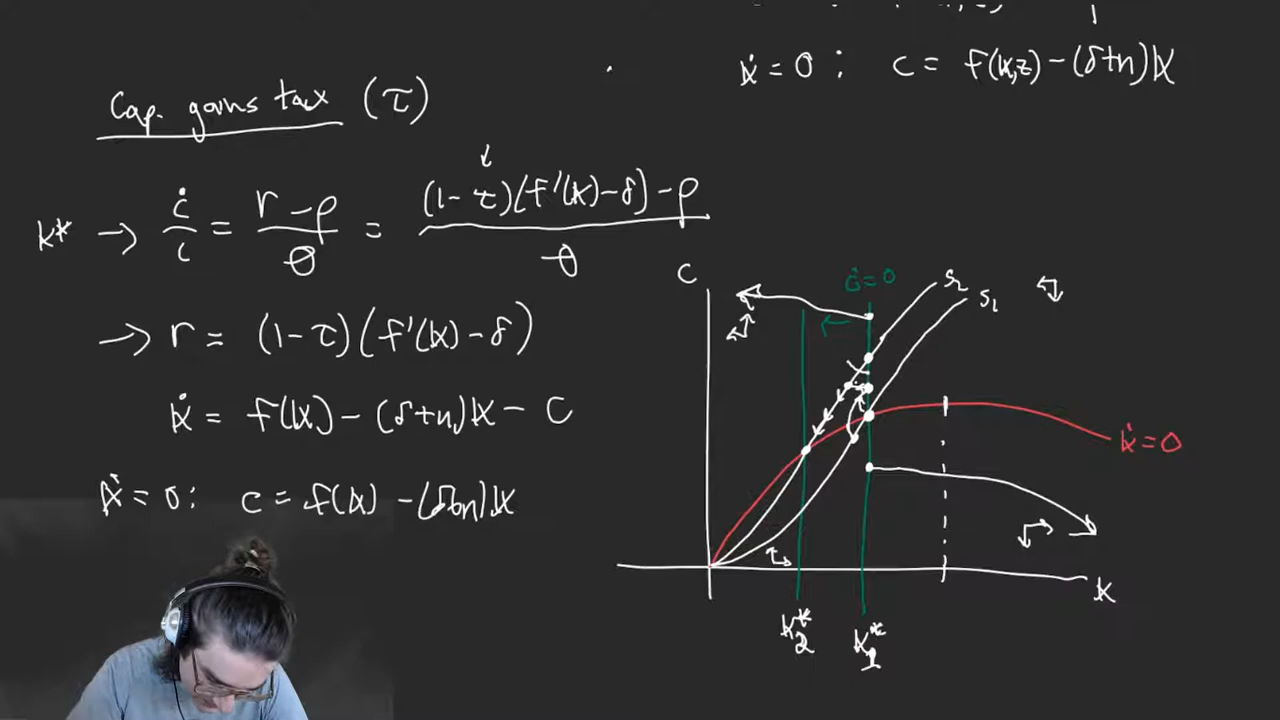 k̇ = 0 : c = f(k,z) - (δ+n)k
Cap. gains tax (τ)
k* → ċ/c = (r - ρ)/θ = ((1 - τ)(f'(k) - δ) - ρ)/θ
→ r = (1 - τ)(f'(k) - δ)
k̇ = f(k) - (δ+n)k - c
k̇ = 0 : c = f(k) - (δ+n)k
c
ċ = 0
S₂
S₁
k̇ = 0
k
k₂*
k₁*